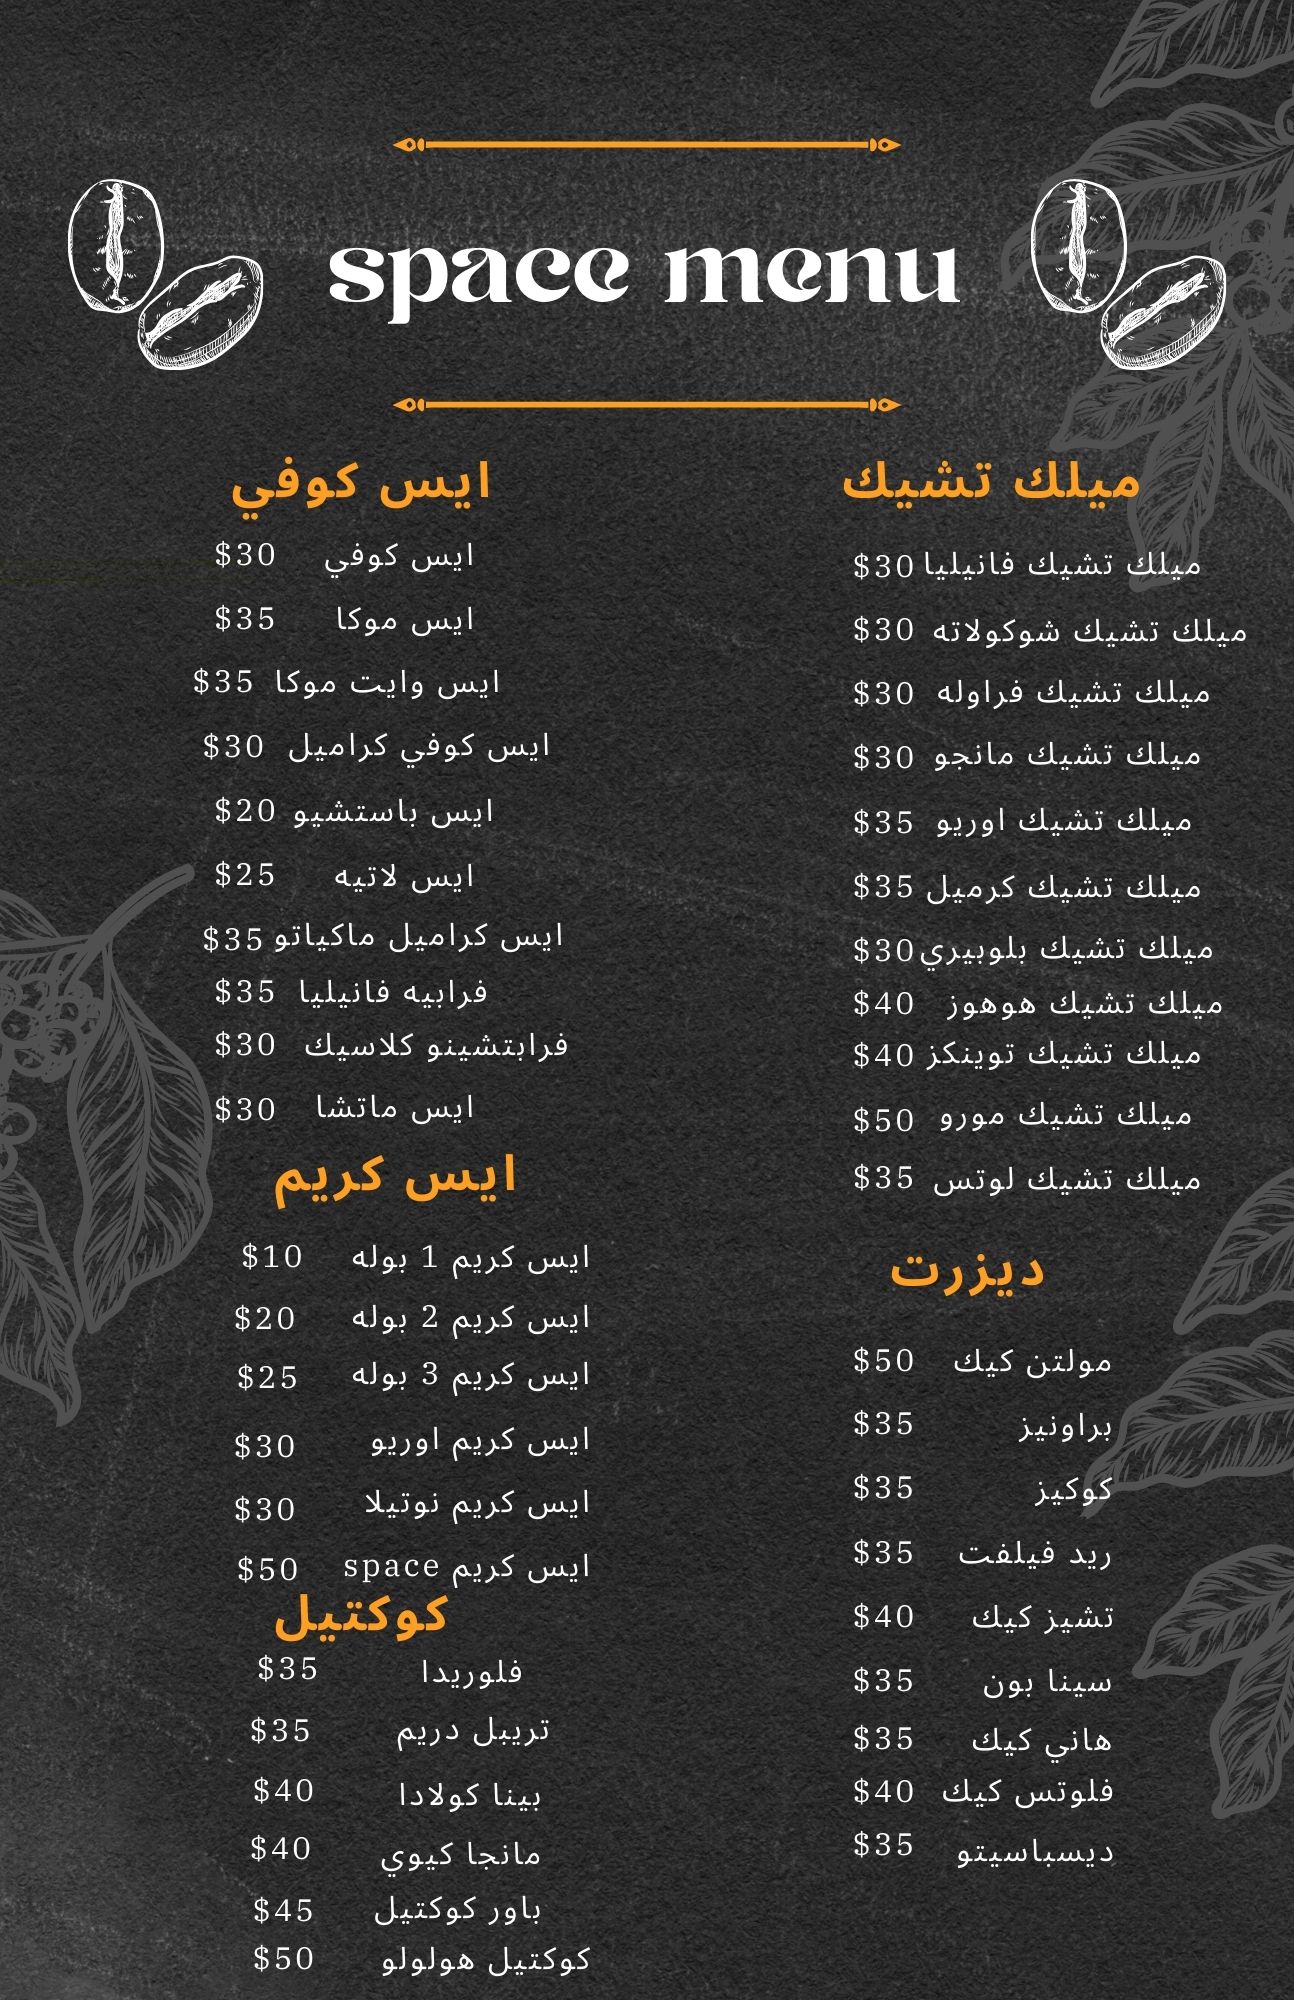 space menu
ميلك تشيك
ميلك تشيك فانيليا $30
ميلك تشيك شوكولاته $30
ميلك تشيك فراوله $30
ميلك تشيك مانجو $30
ميلك تشيك اوريو $35
ميلك تشيك كرميل $35
ميلك تشيك بلوبيري $30
ميلك تشيك هوهوز $40
ميلك تشيك توينكز $40
ميلك تشيك مورو $50
ميلك تشيك لوتس $35
ديزرت
مولتن كيك $50
براونيز $35
كوكيز $35
ريد فيلفت $35
تشيز كيك $40
سينا بون $35
هاني كيك $35
فلوتس كيك $40
ديسباسيتو $35
ايس كوفي
ايس كوفي $30
ايس موكا $35
ايس وايت موكا $35
ايس كوفي كراميل $30
ايس باستشيو $20
ايس لاتيه $25
ايس كراميل ماكياتو $35
فرابيه فانيليا $35
فرابتشينو كلاسيك $30
ايس ماتشا $30
ايس كريم
ايس كريم 1 بوله $10
ايس كريم 2 بوله $20
ايس كريم 3 بوله $25
ايس كريم اوريو $30
ايس كريم نوتيلا $30
ايس كريم space $50
كوكتيل
فلوريدا $35
تريبل دريم $35
بينا كولادا $40
مانجا كيوي $40
باور كوكتيل $45
كوكتيل هولولو $50